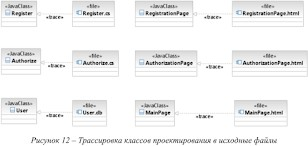 «JavaClass»
Register
«trace»
«file»
Register.cs
«JavaClass»
RegistrationPage
«trace»
«file»
RegistrationPage.html
«JavaClass»
Authorize
«trace»
«file»
Authorize.cs
«JavaClass»
AuthorizationPage
«trace»
«file»
AuthorizationPage.html
«JavaClass»
User
«trace»
«file»
User.db
«JavaClass»
MainPage
«trace»
«file»
MainPage.html
Рисунок 12 – Трассировка классов проектирования в исходные файлы